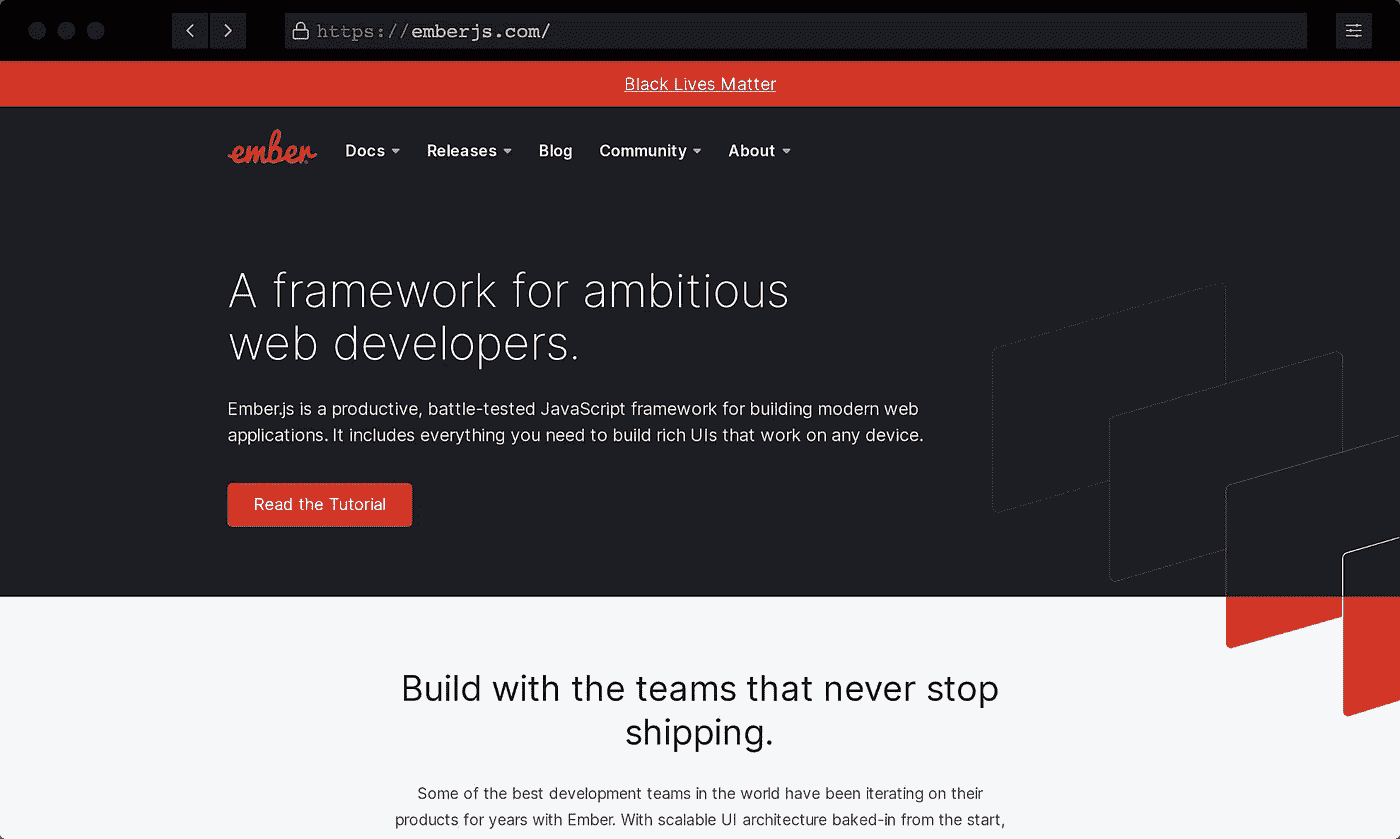 https://emberjs.com/
Black Lives Matter
ember Docs Releases Blog Community About
A framework for ambitious
web developers.
Ember.js is a productive, battle-tested JavaScript framework for building modern web
applications. It includes everything you need to build rich UIs that work on any device.
Read the Tutorial
Build with the teams that never stop
shipping.
Some of the best development teams in the world have been iterating on their
products for years with Ember. With scalable UI architecture baked-in from the start,